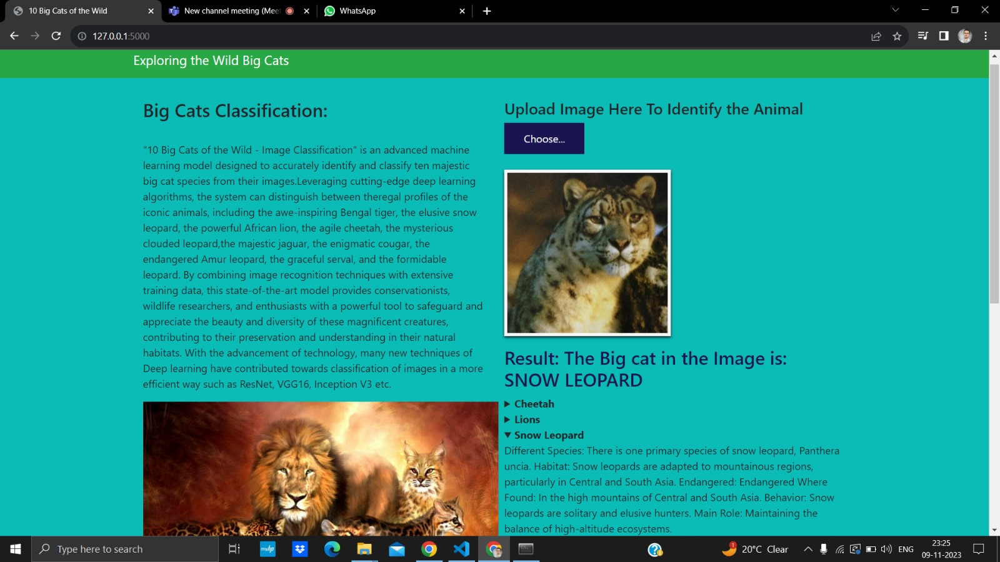 10 Big Cats of the Wild
New channel meeting (Mee
WhatsApp
127.0.0.1:5000
Exploring the Wild Big Cats
Big Cats Classification:
"10 Big Cats of the Wild - Image Classification" is an advanced machine
learning model designed to accurately identify and classify ten majestic
big cat species from their images.Leveraging cutting-edge deep learning
algorithms, the system can distinguish between theregal profiles of the
iconic animals, including the awe-inspiring Bengal tiger, the elusive snow
leopard, the powerful African lion, the agile cheetah, the mysterious
clouded leopard,the majestic jaguar, the enigmatic cougar, the
endangered Amur leopard, the graceful serval, and the formidable
leopard. By combining image recognition techniques with extensive
training data, this state-of-the-art model provides conservationists,
wildlife researchers, and enthusiasts with a powerful tool to safeguard and
appreciate the beauty and diversity of these magnificent creatures,
contributing to their preservation and understanding in their natural
habitats. With the advancement of technology, many new techniques of
Deep learning have contributed towards classification of images in a more
efficient way such as ResNet, VGG16, Inception V3 etc.
Upload Image Here To Identify the Animal
Choose...
Result: The Big cat in the Image is:
SNOW LEOPARD
Cheetah
Lions
Snow Leopard
Different Species: There is one primary species of snow leopard, Panthera
uncia. Habitat: Snow leopards are adapted to mountainous regions,
particularly in Central and South Asia. Endangered: Endangered Where
Found: In the high mountains of Central and South Asia. Behavior: Snow
leopards are solitary and elusive hunters. Main Role: Maintaining the
balance of high-altitude ecosystems.
Type here to search
myhp
1
20°C Clear
ENG
23:25
09-11-2023